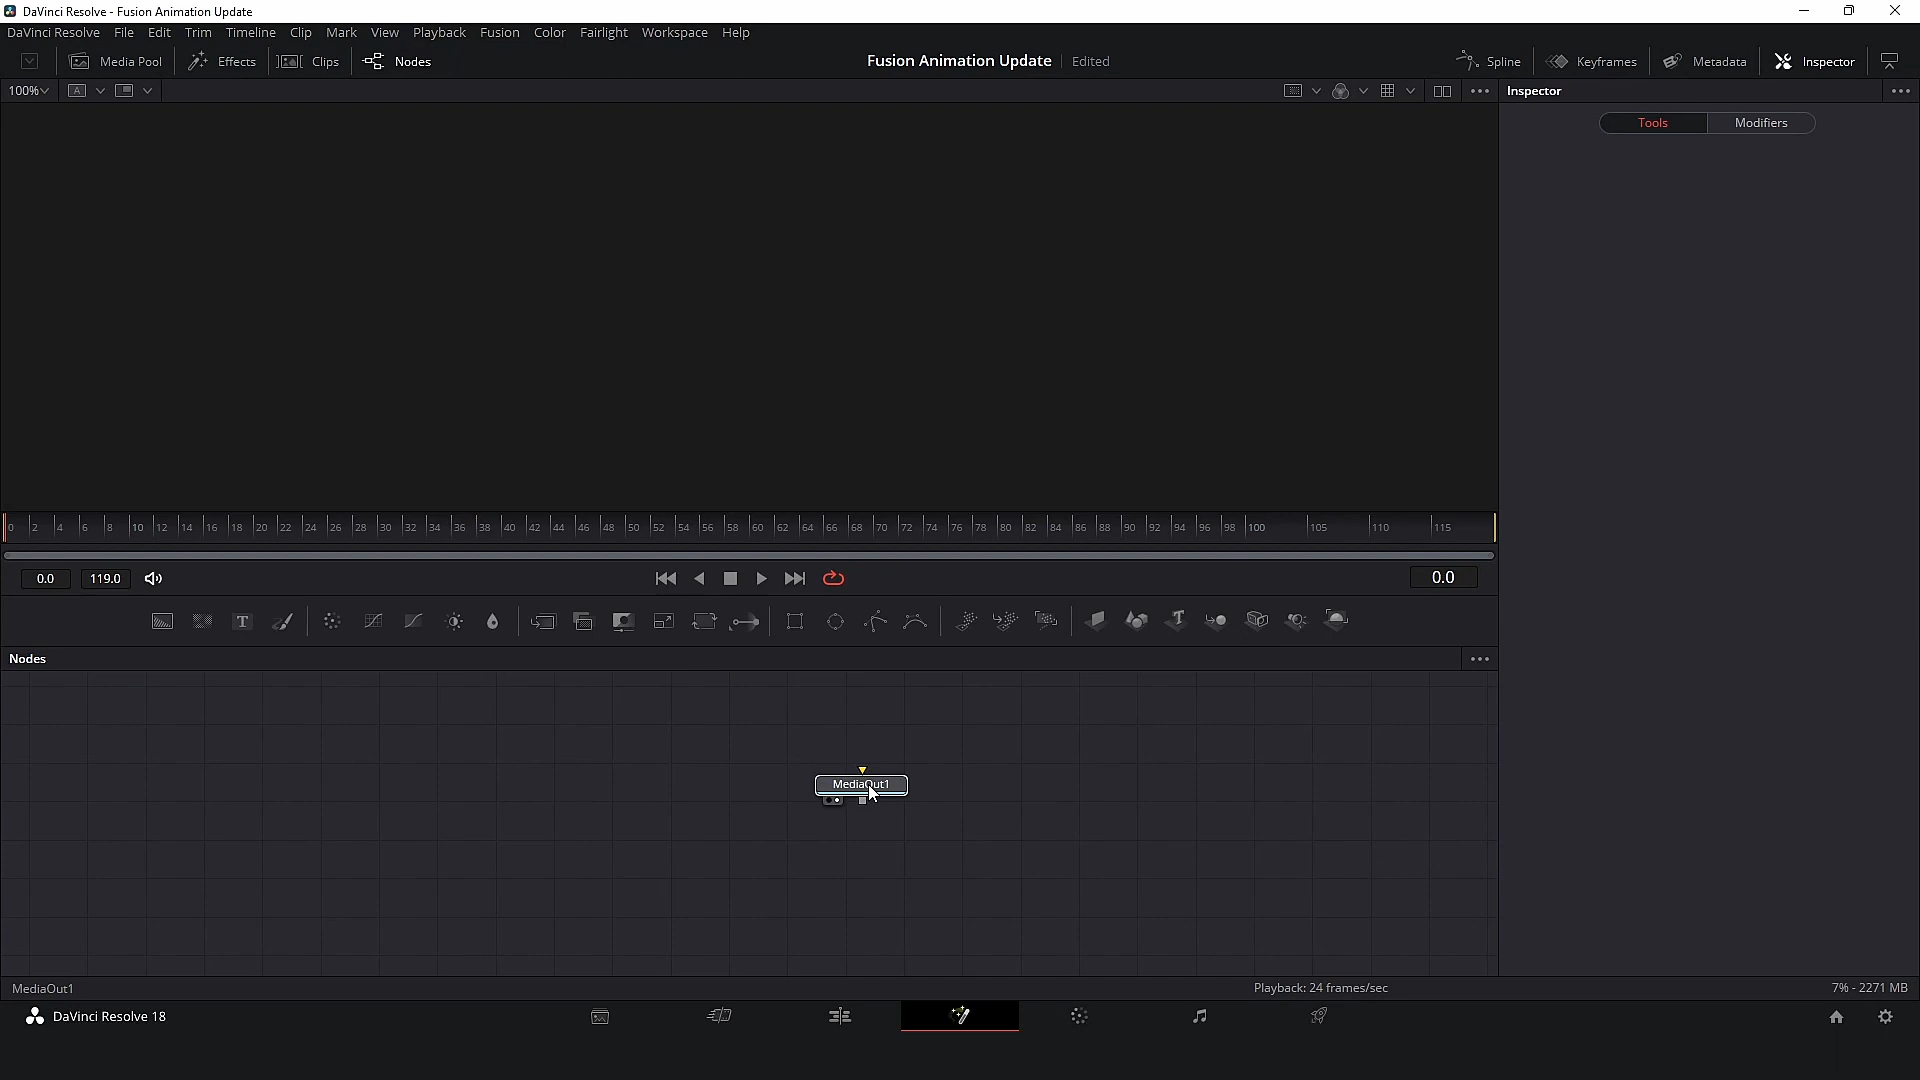 DaVinci Resolve - Fusion Animation Update
DaVinci Resolve File Edit Trim Timeline Clip Mark View Playback Fusion Color Fairlight Workspace Help
Media Pool Effects Clips Nodes Fusion Animation Update Edited Spline Keyframes Metadata Inspector
100% A Inspector
Tools Modifiers
0 2 4 6 8 10 12 14 16 18 20 22 24 26 28 30 32 34 36 38 40 42 44 46 48 50 52 54 56 58 60 62 64 66 68 70 72 74 76 78 80 82 84 86 88 90 92 94 96 98 100 105 110 115
0.0 119.0 0.0
T T
Nodes
MediaOut1
MediaOut1 Playback: 24 frames/sec 7% - 2271 MB
DaVinci Resolve 18